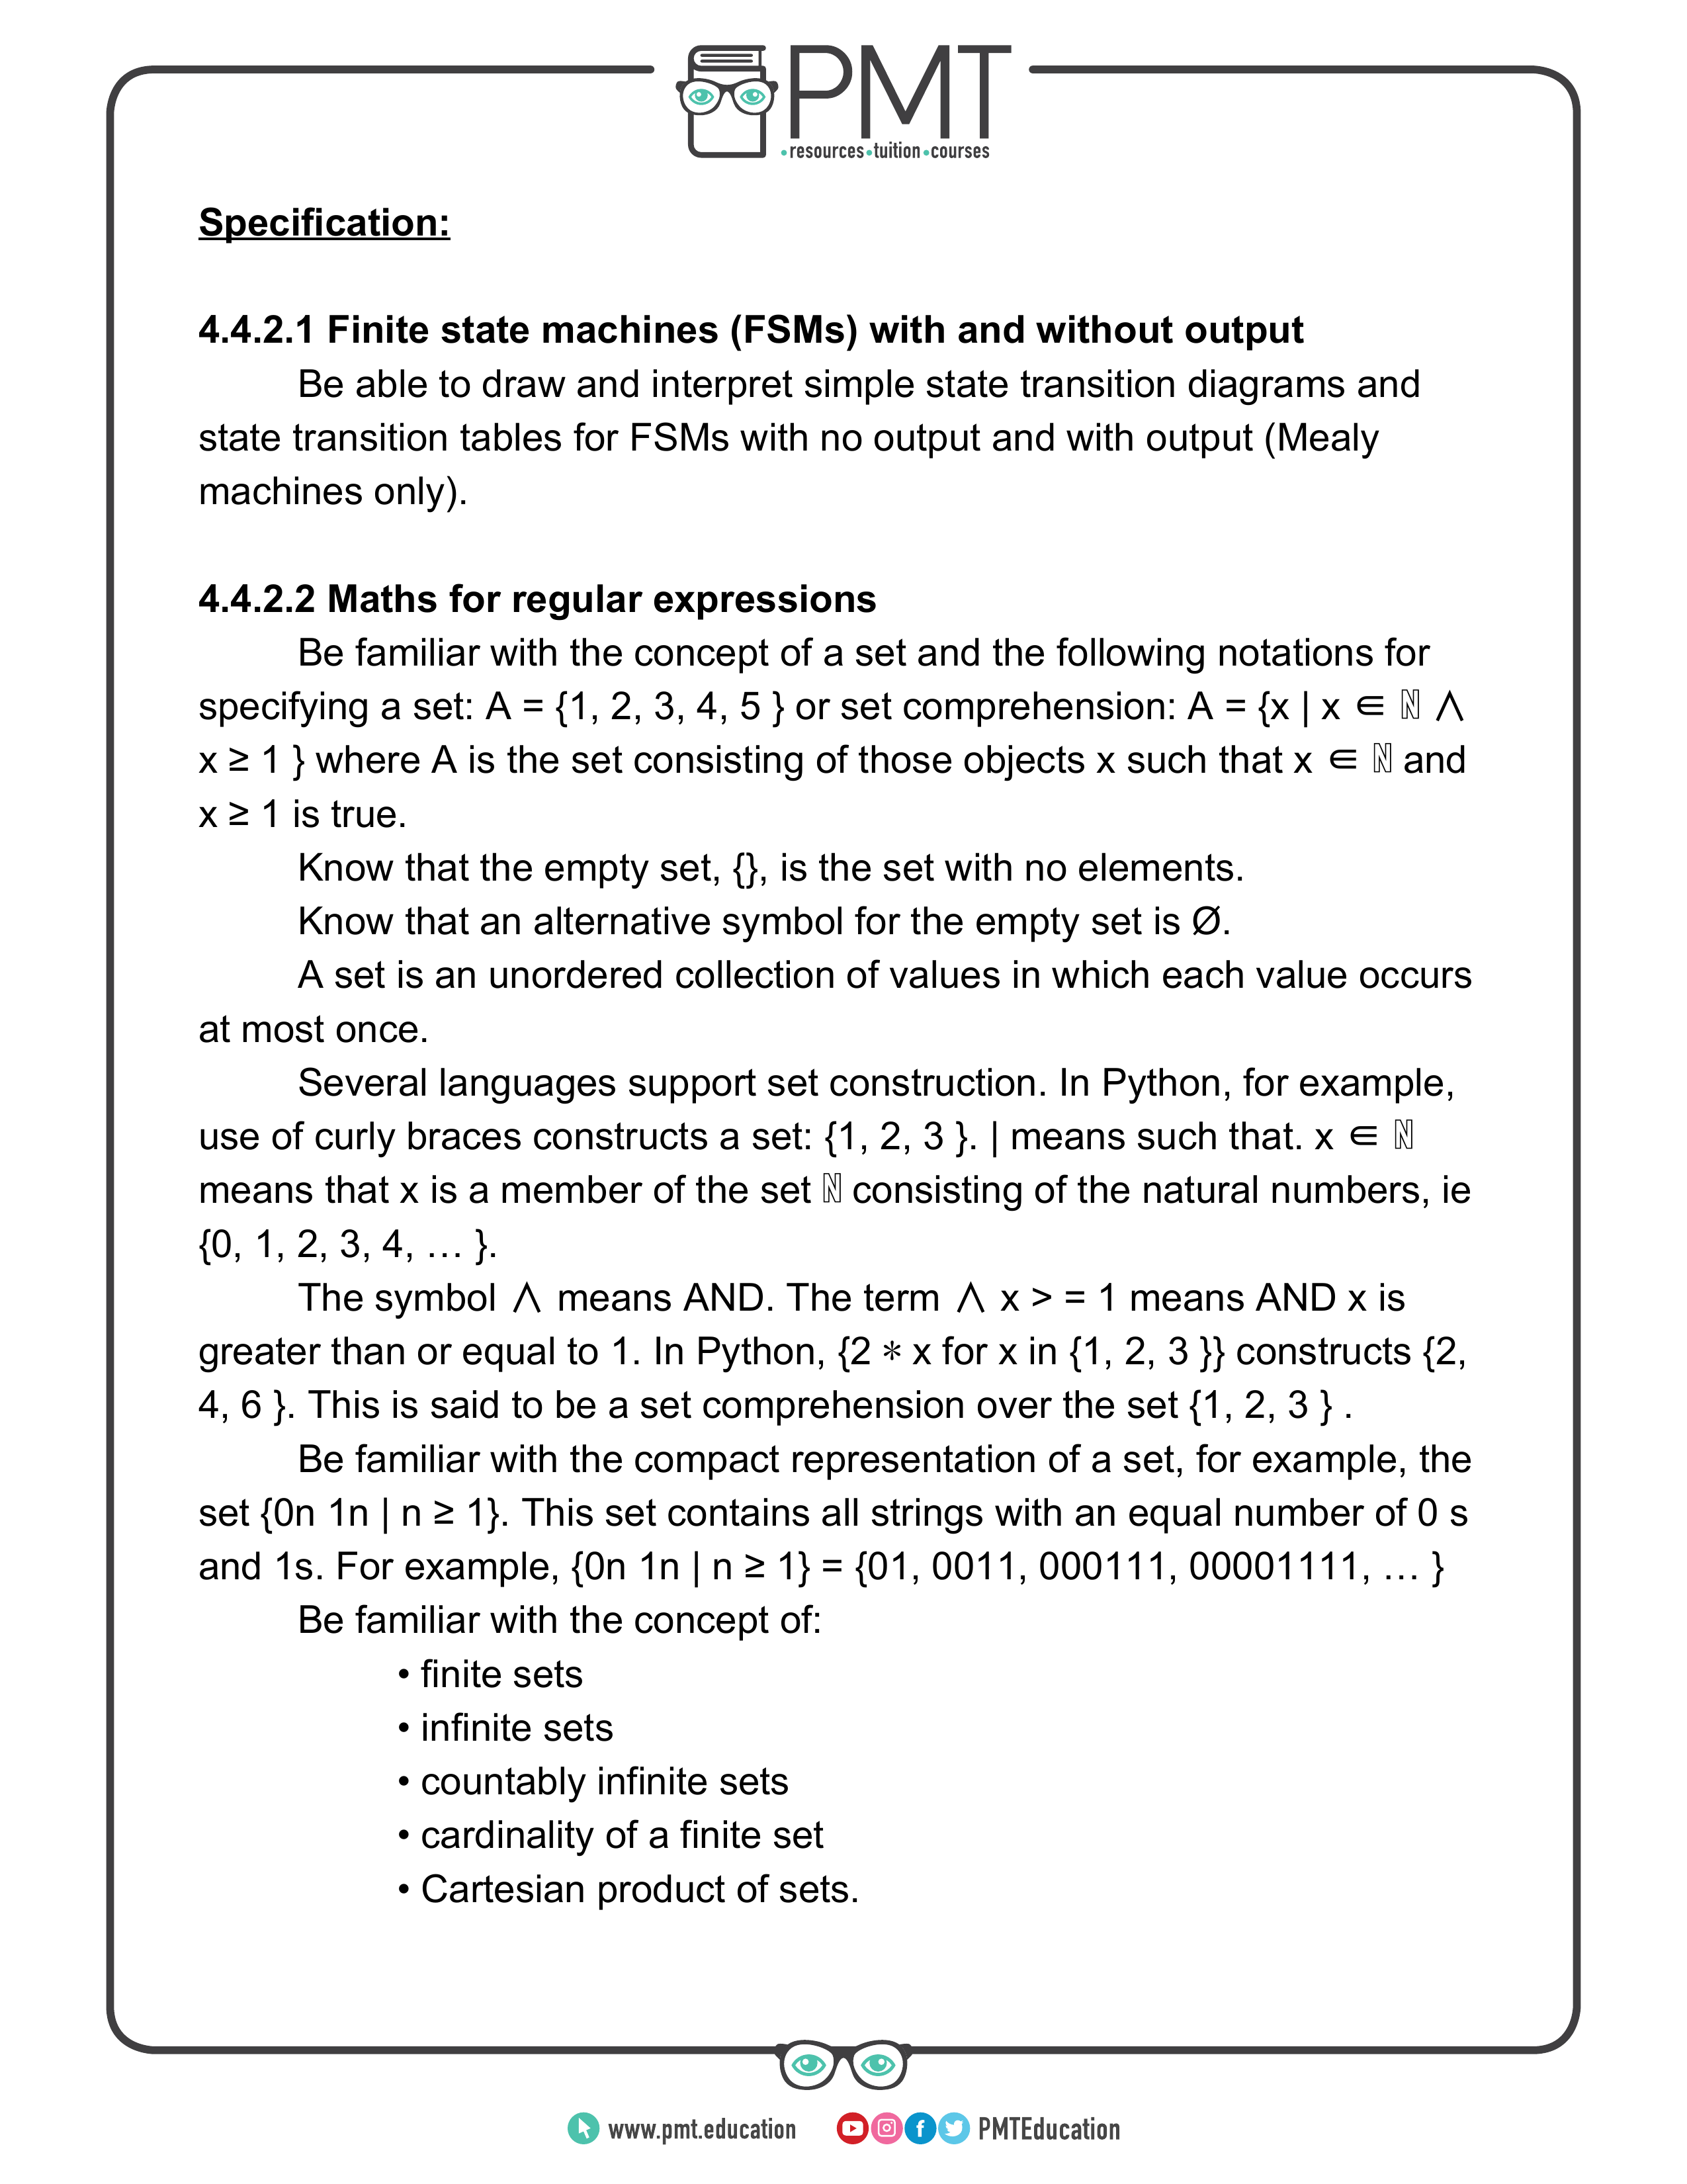 PMT
•resources•tuition•courses
Specification:
4.4.2.1 Finite state machines (FSMs) with and without output
Be able to draw and interpret simple state transition diagrams and
state transition tables for FSMs with no output and with output (Mealy
machines only).
4.4.2.2 Maths for regular expressions
Be familiar with the concept of a set and the following notations for
specifying a set: A = {1, 2, 3, 4, 5 } or set comprehension: A = {x | x ∈ ℕ ∧
x ≥ 1 } where A is the set consisting of those objects x such that x ∈ ℕ and
x ≥ 1 is true.
Know that the empty set, {}, is the set with no elements.
Know that an alternative symbol for the empty set is Ø.
A set is an unordered collection of values in which each value occurs
at most once.
Several languages support set construction. In Python, for example,
use of curly braces constructs a set: {1, 2, 3 }. | means such that. x ∈ ℕ
means that x is a member of the set ℕ consisting of the natural numbers, ie
{0, 1, 2, 3, 4, … }.
The symbol ∧ means AND. The term ∧ x > = 1 means AND x is
greater than or equal to 1. In Python, {2 ∗ x for x in {1, 2, 3 }} constructs {2,
4, 6 }. This is said to be a set comprehension over the set {1, 2, 3 } .
Be familiar with the compact representation of a set, for example, the
set {0n 1n | n ≥ 1}. This set contains all strings with an equal number of 0 s
and 1s. For example, {0n 1n | n ≥ 1} = {01, 0011, 000111, 00001111, … }
Be familiar with the concept of:
• finite sets
• infinite sets
• countably infinite sets
• cardinality of a finite set
• Cartesian product of sets.
www.pmt.education PMTEducation